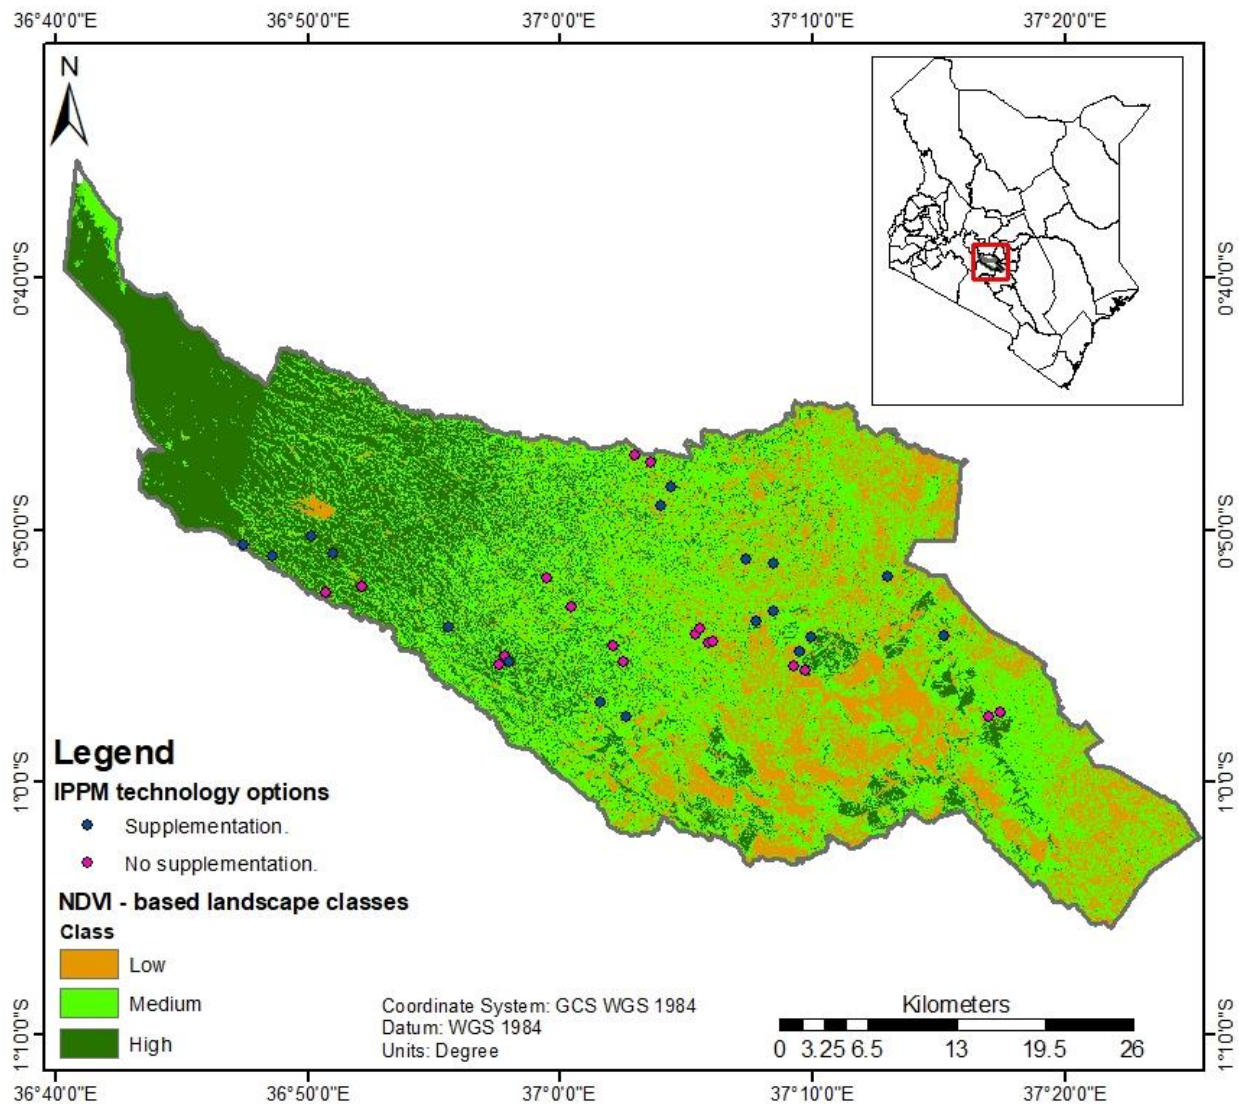 36°40'0"E 36°50'0"E 37°0'0"E 37°10'0"E 37°20'0"E
N
0°40'0"S 0°40'0"S
0°50'0"S 0°50'0"S
1°0'0"S 1°0'0"S
1°10'0"S 1°10'0"S
Legend
IPPM technology options
Supplementation.
No supplementation.
NDVI - based landscape classes
Class
Low
Medium
High
Coordinate System: GCS WGS 1984
Datum: WGS 1984
Units: Degree
Kilometers
0 3.25 6.5 13 19.5 26
36°40'0"E 36°50'0"E 37°0'0"E 37°10'0"E 37°20'0"E